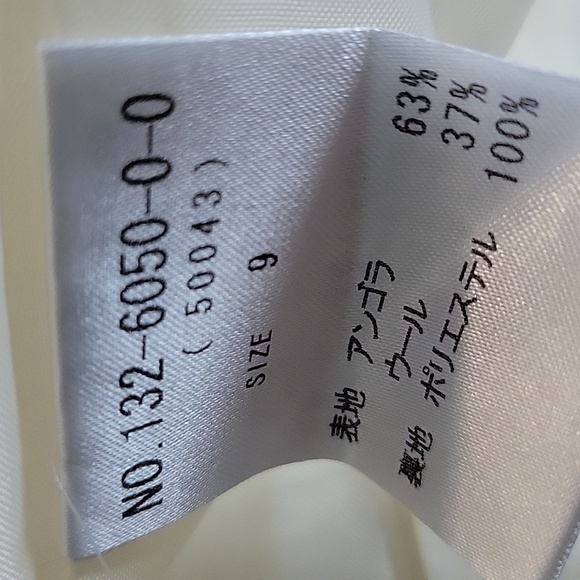 NO.132-6050-0-0
(50043)
SIZE 9
表地 アンゴラ 63%
ウール 37%
裏地 ポリエステル 100%